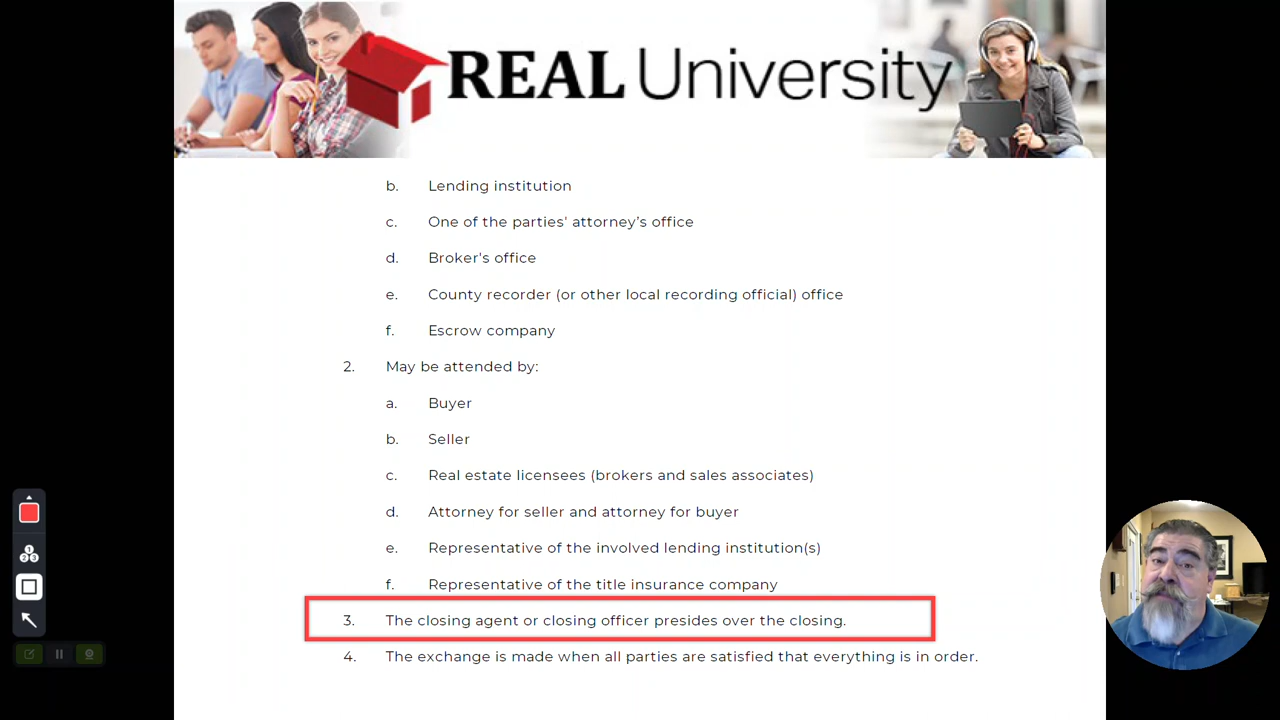 REAL University
b. Lending institution
c. One of the parties' attorney’s office
d. Broker's office
e. County recorder (or other local recording official) office
f. Escrow company
2. May be attended by:
a. Buyer
b. Seller
c. Real estate licensees (brokers and sales associates)
d. Attorney for seller and attorney for buyer
e. Representative of the involved lending institution(s)
f. Representative of the title insurance company
3. The closing agent or closing officer presides over the closing.
4. The exchange is made when all parties are satisfied that everything is in order.